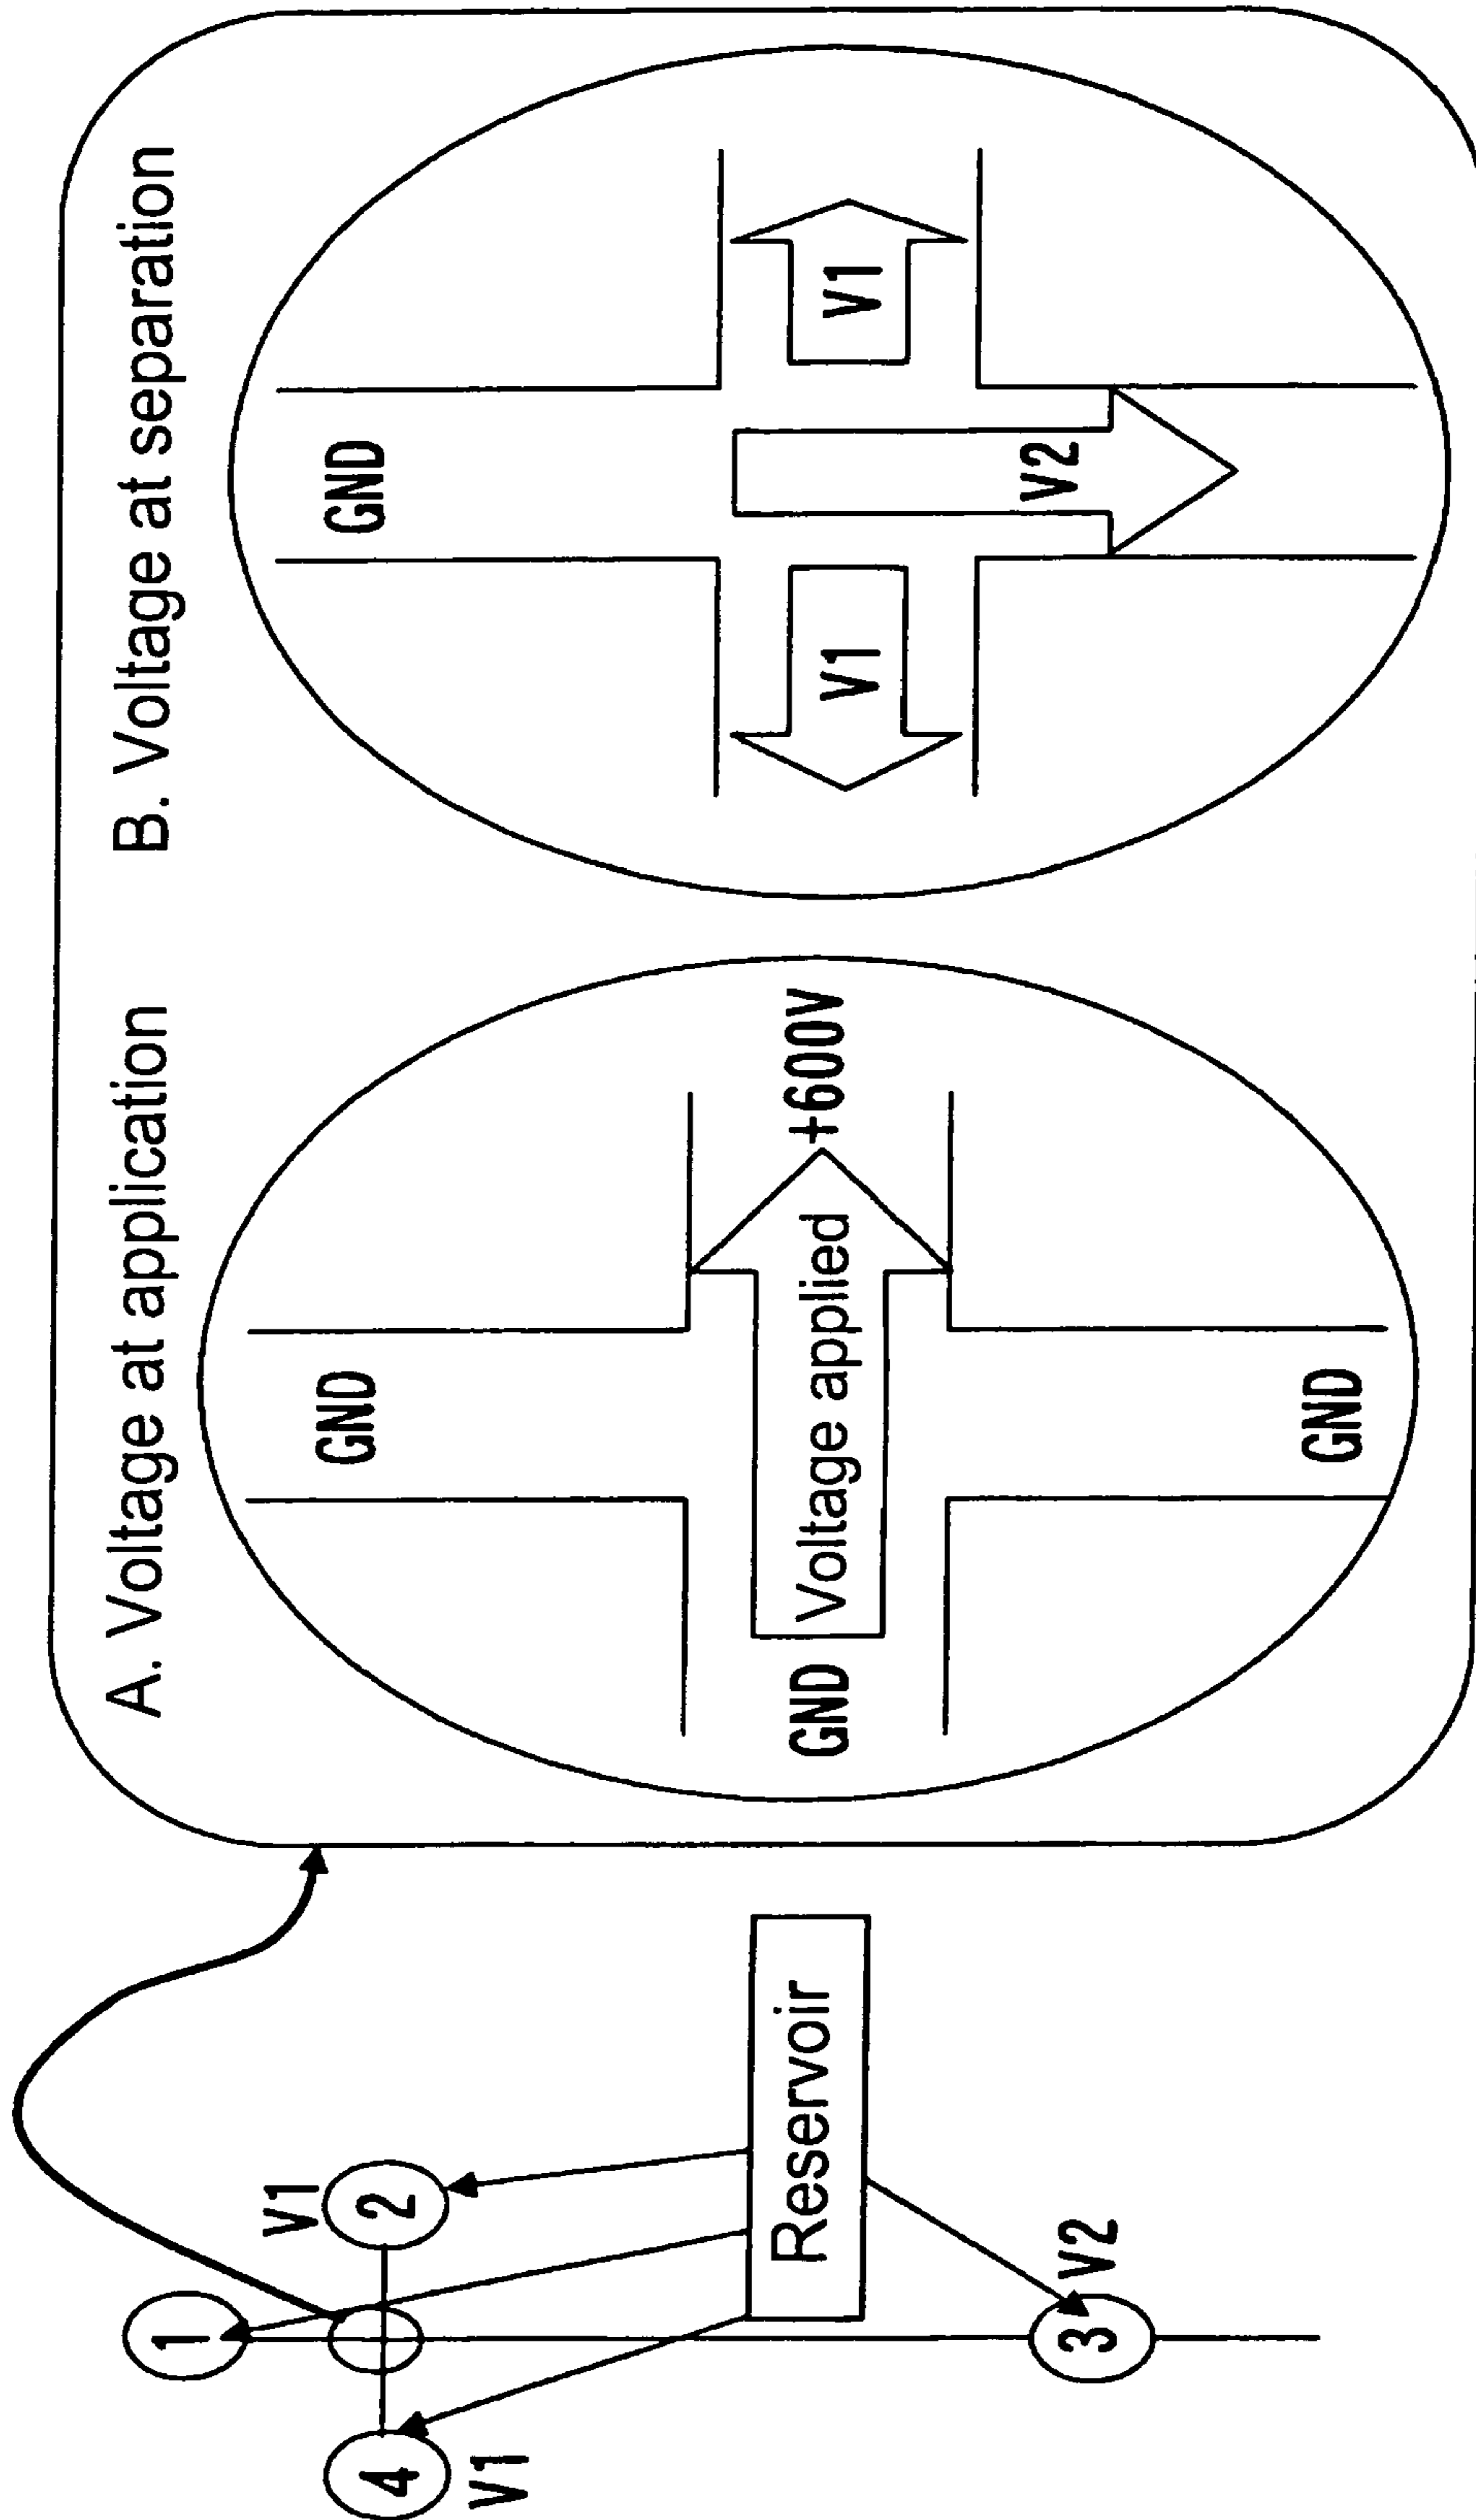 A. Voltage at application
B. Voltage at separation
1
V1
4
2
V1
Reservoir
3
V2
GND
GND
Voltage applied
+600V
GND
GND
V1
V1
V2